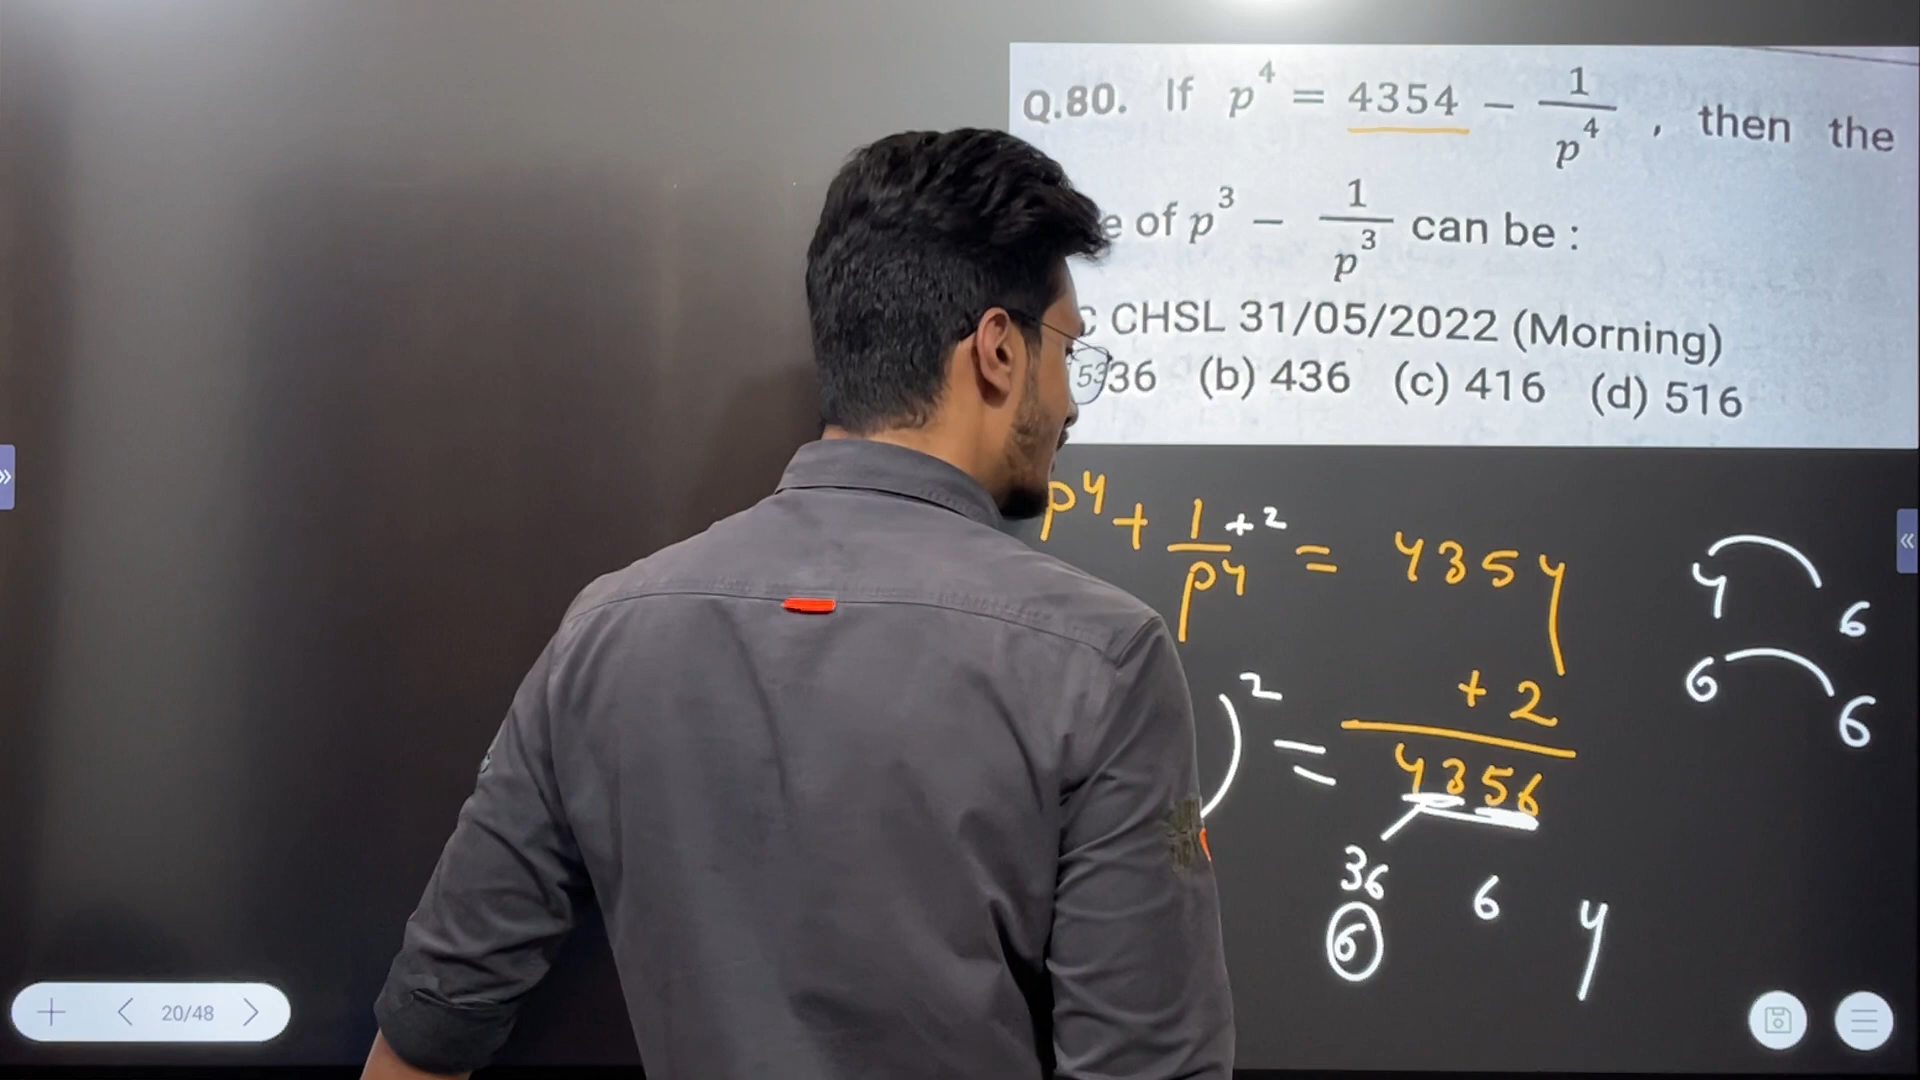 Q.80. If p⁴ = 4354 − 1/p⁴ , then the
e of p³ − 1/p³ can be :
CHSL 31/05/2022 (Morning)
36 (b) 436 (c) 416 (d) 516
p⁴ + 1/p⁴ +2 = 4354
+ 2
)² = 4356
36
6 6 4
4 6
6 6
20/48